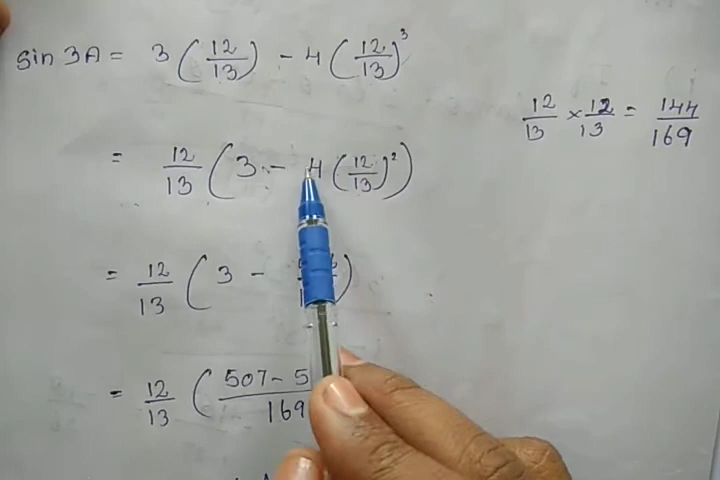 sin 3A = 3 (12/13) - 4 (12/13)³
= 12/13 (3 - 4 (12/13)²)
= 12/13 (3 - )
= 12/13 (507 - 5 / 169
12/13 × 12/13 = 144/169